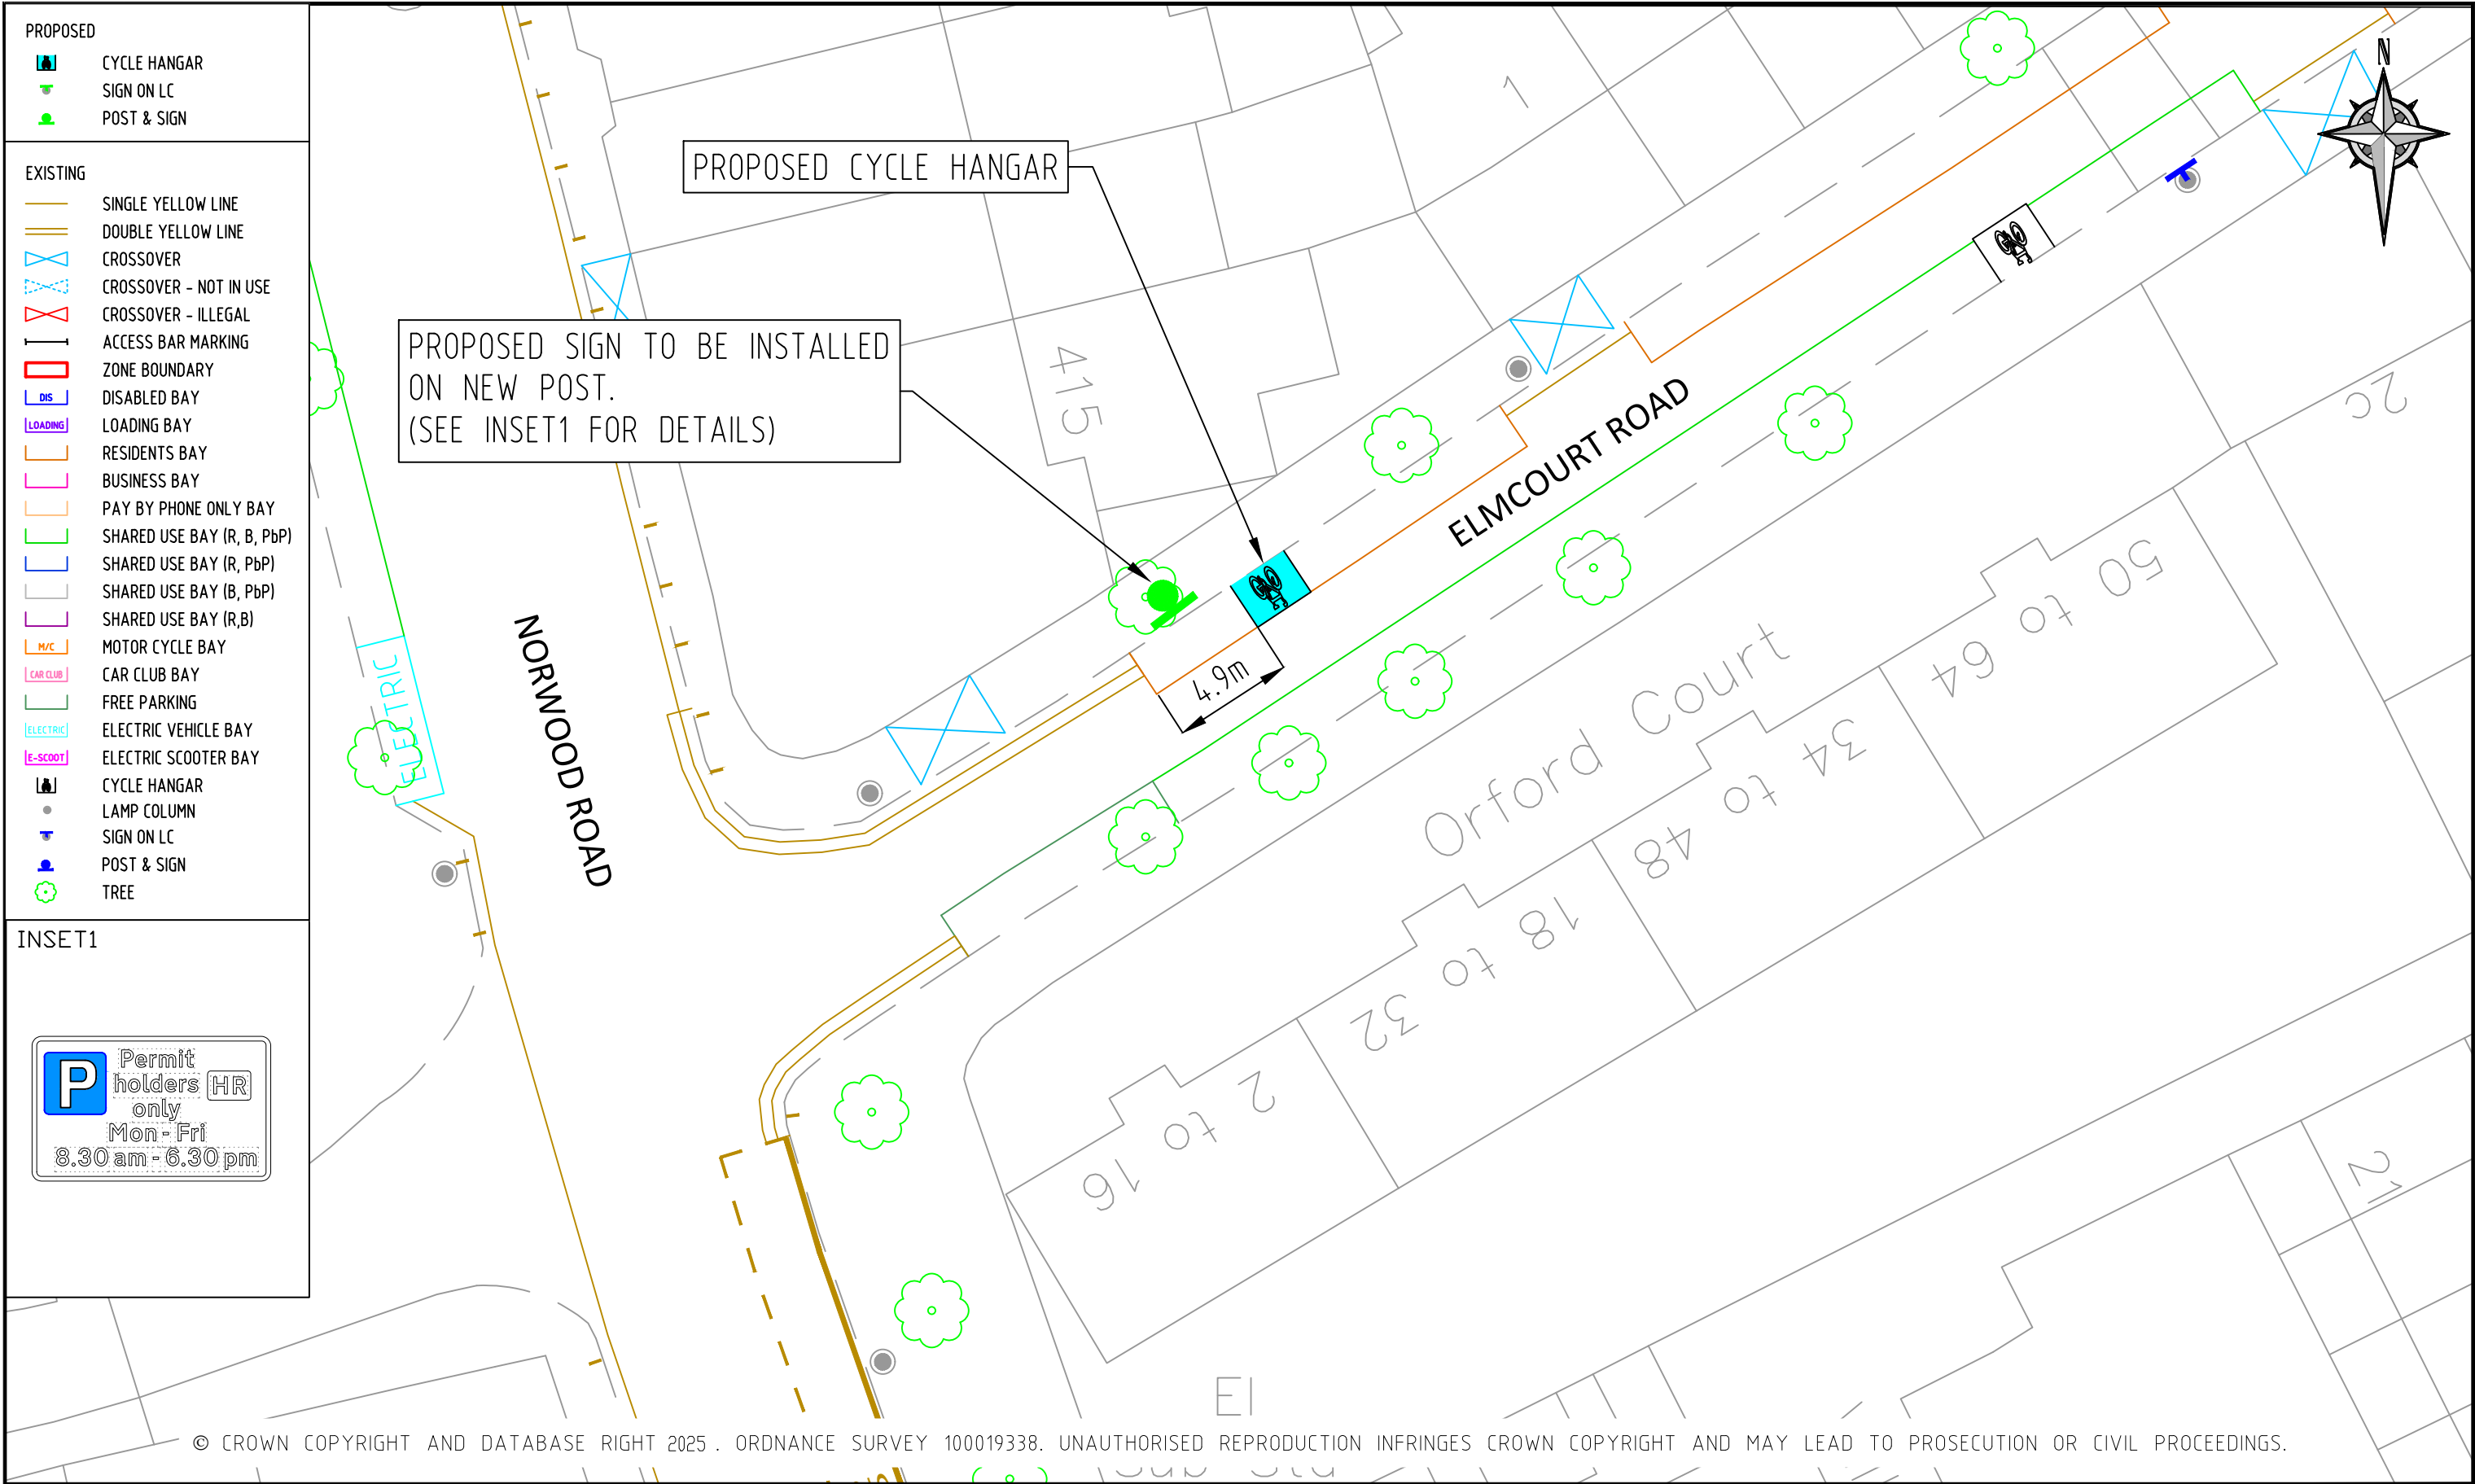 PROPOSED
CYCLE HANGAR
SIGN ON LC
POST & SIGN
EXISTING
SINGLE YELLOW LINE
DOUBLE YELLOW LINE
CROSSOVER
CROSSOVER - NOT IN USE
CROSSOVER - ILLEGAL
ACCESS BAR MARKING
ZONE BOUNDARY
DIS DISABLED BAY
LOADING LOADING BAY
RESIDENTS BAY
BUSINESS BAY
PAY BY PHONE ONLY BAY
SHARED USE BAY (R, B, PbP)
SHARED USE BAY (R, PbP)
SHARED USE BAY (B, PbP)
SHARED USE BAY (R,B)
M/C MOTOR CYCLE BAY
CAR CLUB CAR CLUB BAY
FREE PARKING
ELECTRIC ELECTRIC VEHICLE BAY
E-SCOOT ELECTRIC SCOOTER BAY
CYCLE HANGAR
LAMP COLUMN
SIGN ON LC
POST & SIGN
TREE
INSET1
P Permit
holders HR
only
Mon - Fri
8.30 am - 6.30 pm
PROPOSED CYCLE HANGAR
PROPOSED SIGN TO BE INSTALLED
ON NEW POST.
(SEE INSET1 FOR DETAILS)
N
1
415
2c
ELMCOURT ROAD
NORWOOD ROAD
ELECTRIC
4.9m
Orford Court
50 to 64
34 to 48
18 to 32
2 to 16
21
El
Sub Sta
© CROWN COPYRIGHT AND DATABASE RIGHT 2025 . ORDNANCE SURVEY 100019338. UNAUTHORISED REPRODUCTION INFRINGES CROWN COPYRIGHT AND MAY LEAD TO PROSECUTION OR CIVIL PROCEEDINGS.